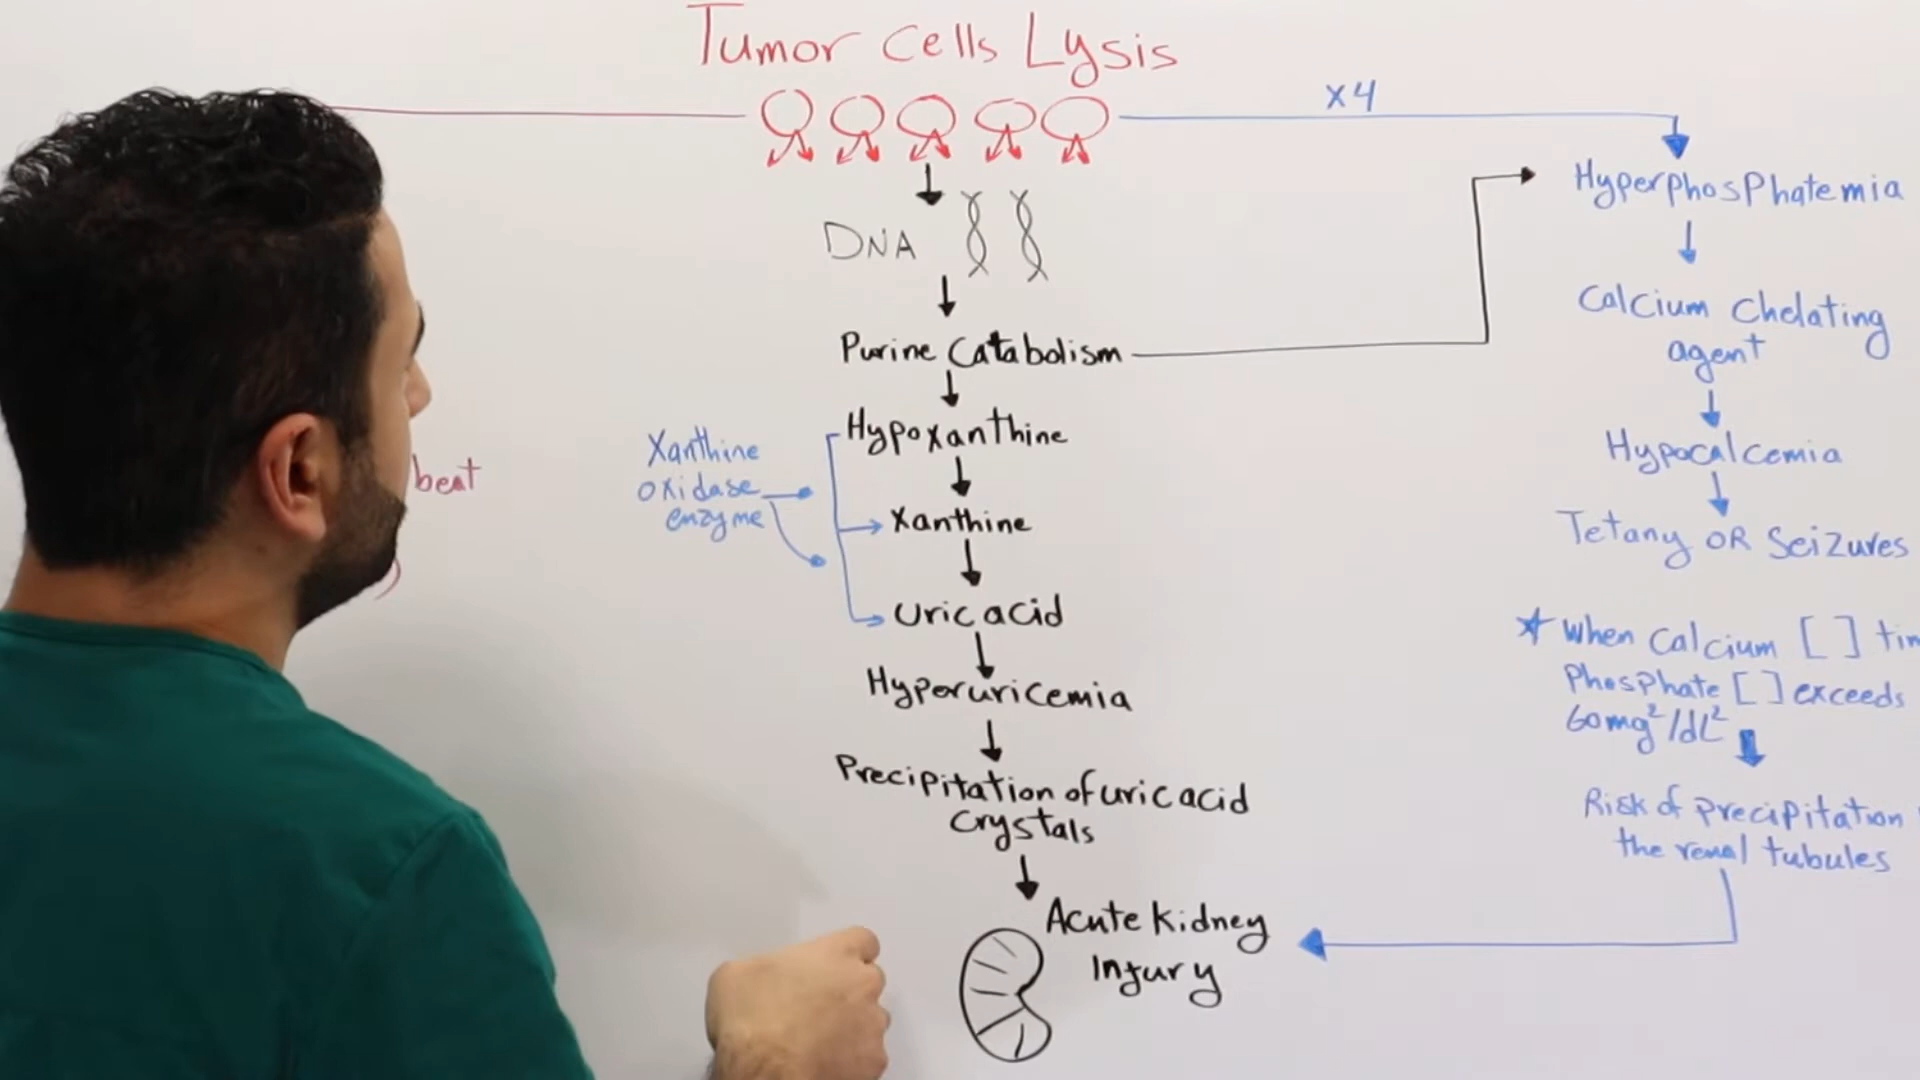 Tumor Cells Lysis
x4
DNA
Purine Catabolism
Hypoxanthine
Xanthine
Uric acid
Hyperuricemia
Precipitation of uric acid
Crystals
Acute Kidney
Injury
Xanthine
oxidase
enzyme
beat
)
Hyperphosphatemia
Calcium Chelating
agent
Hypocalcemia
Tetany OR Seizures
* When Calcium [ ] tim
Phosphate [ ] exceeds
60mg²/dL²
Risk of precipitation
the renal tubules